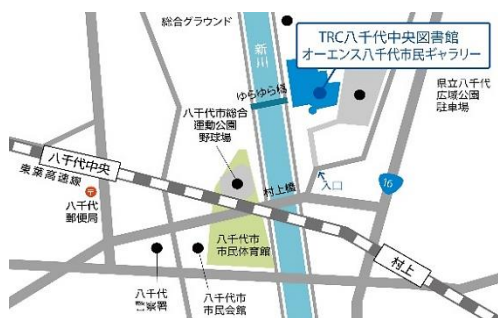 総合グラウンド
新川
TRC八千代中央図書館
オーエンス八千代市民ギャラリー
ゆらゆら橋
県立八千代
広域公園
駐車場
八千代市総合
運動公園
野球場
八千代中央
東葉高速線
〒
八千代
郵便局
村上橋
入口
16
八千代市
市民体育館
村上
八千代
警察署
八千代市
市民会館